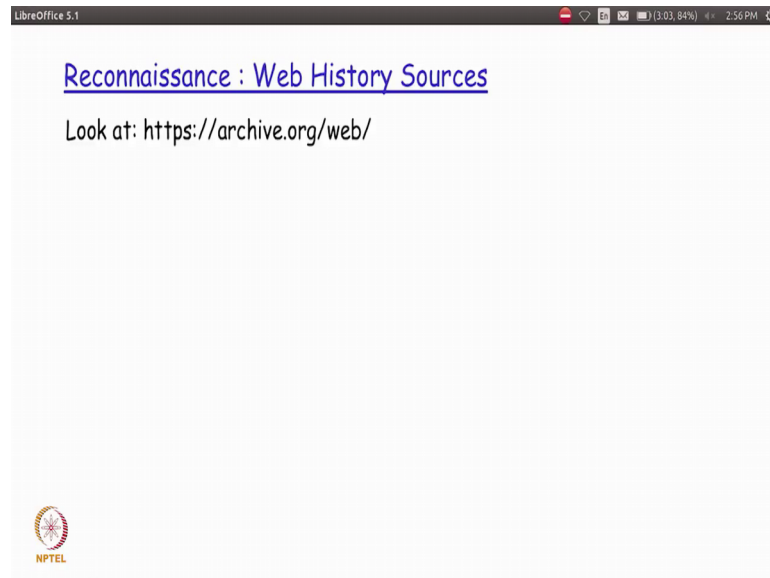 LibreOffice 5.1 En (3:03, 84%) 2:56 PM
Reconnaissance : Web History Sources
Look at: https://archive.org/web/
NPTEL